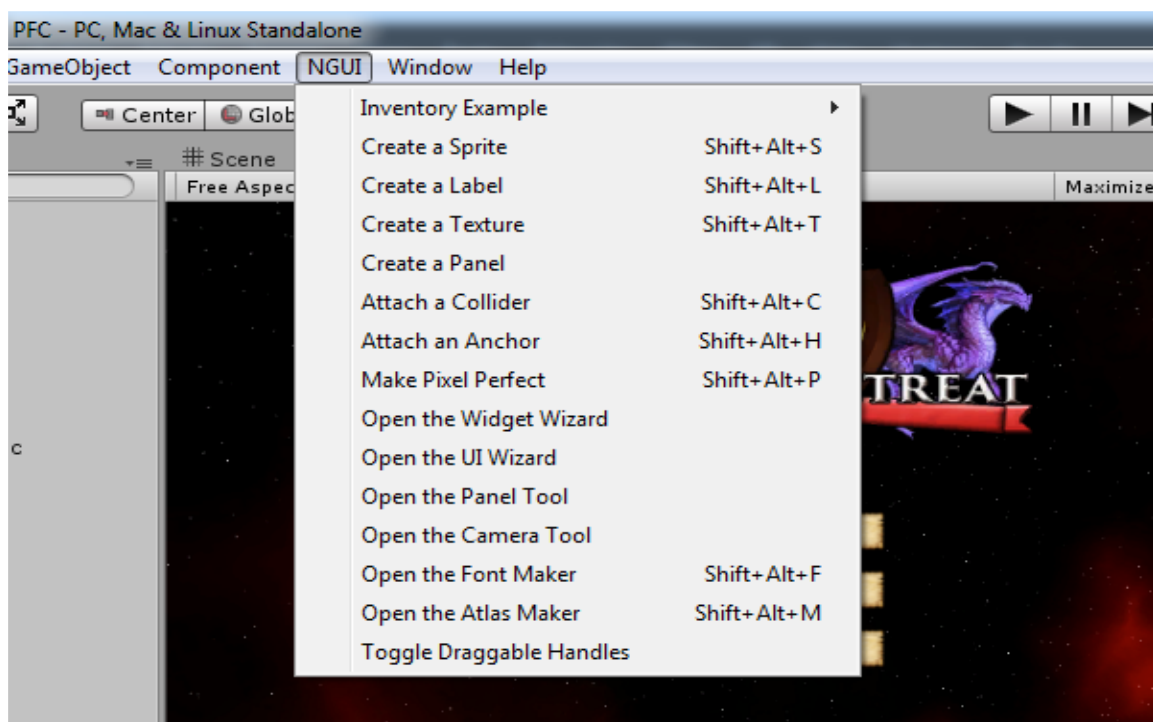 PFC - PC, Mac & Linux Standalone
GameObject Component NGUI Window Help
Center Glob
Scene
Free Aspec
Maximize
Inventory Example
Create a Sprite Shift+Alt+S
Create a Label Shift+Alt+L
Create a Texture Shift+Alt+T
Create a Panel
Attach a Collider Shift+Alt+C
Attach an Anchor Shift+Alt+H
Make Pixel Perfect Shift+Alt+P
TREAT
Open the Widget Wizard
c
Open the UI Wizard
Open the Panel Tool
Open the Camera Tool
Open the Font Maker Shift+Alt+F
Open the Atlas Maker Shift+Alt+M
Toggle Draggable Handles